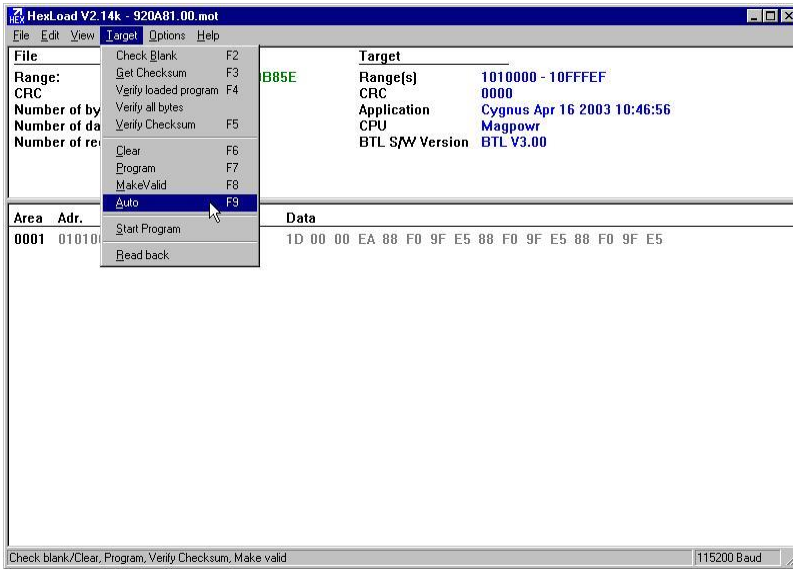 HexLoad V2.14k - 920A81.00.mot
File Edit View Target Options Help
File
Range: B85E
CRC
Number of by
Number of da
Number of re
Check Blank F2
Get Checksum F3
Verify loaded program F4
Verify all bytes
Verify Checksum F5
Clear F6
Program F7
MakeValid F8
Auto F9
Start Program
Read back
Target
Range(s) 1010000 - 10FFFEF
CRC 0000
Application Cygnus Apr 16 2003 10:46:56
CPU Magpowr
BTL S/W Version BTL V3.00
Area Adr. Data
0001 01010 1D 00 00 EA 88 F0 9F E5 88 F0 9F E5 88 F0 9F E5
Check blank/Clear, Program, Verify Checksum, Make valid 115200 Baud